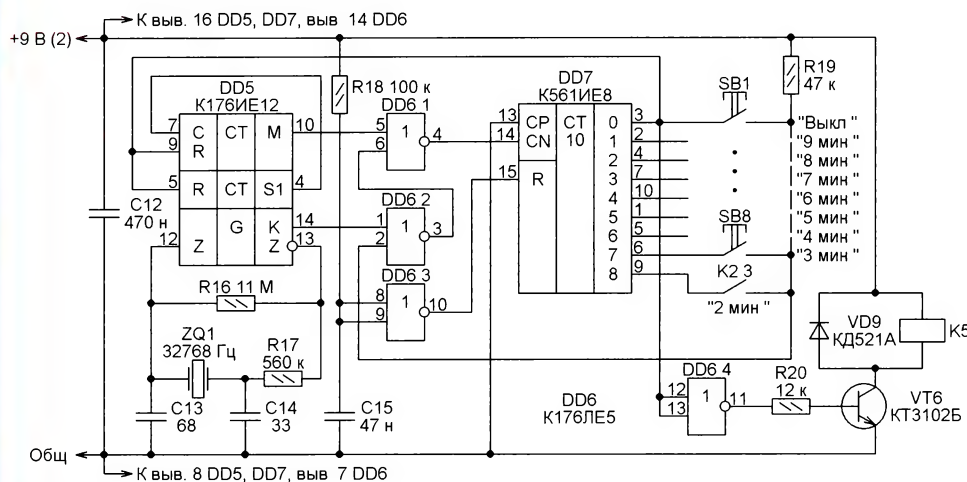 К выв. 16 DD5, DD7, выв 14 DD6
+9 В (2)
R18 100 к
R19
47 к
DD5
К176ИЕ12
7 C CT M 10
9 R
5 R CT S1 4
G K 14
12 Z Z 13
DD6 1
5 1 4
6
DD6 2
1 1 3
2
DD6 3
8 1 10
9
DD7
К561ИЕ8
13 CP CT 0 3
14 CN 10 1 2
15 R 2 4
3 7
4 10
5 1
6 5
7 6
8 9
SB1
"Выкл "
"9 мин "
"8 мин "
"7 мин "
"6 мин "
"5 мин "
"4 мин "
"3 мин "
SB8
K2 3
"2 мин "
C12
470 н
R16 11 М
ZQ1
32768 Гц
R17
560 к
C13
68
C14
33
C15
47 н
DD6
К176ЛЕ5
DD6 4
12 1 11
13
R20
12 к
VD9
КД521А
K5
VT6
КТ3102Б
Общ
К выв. 8 DD5, DD7, выв 7 DD6